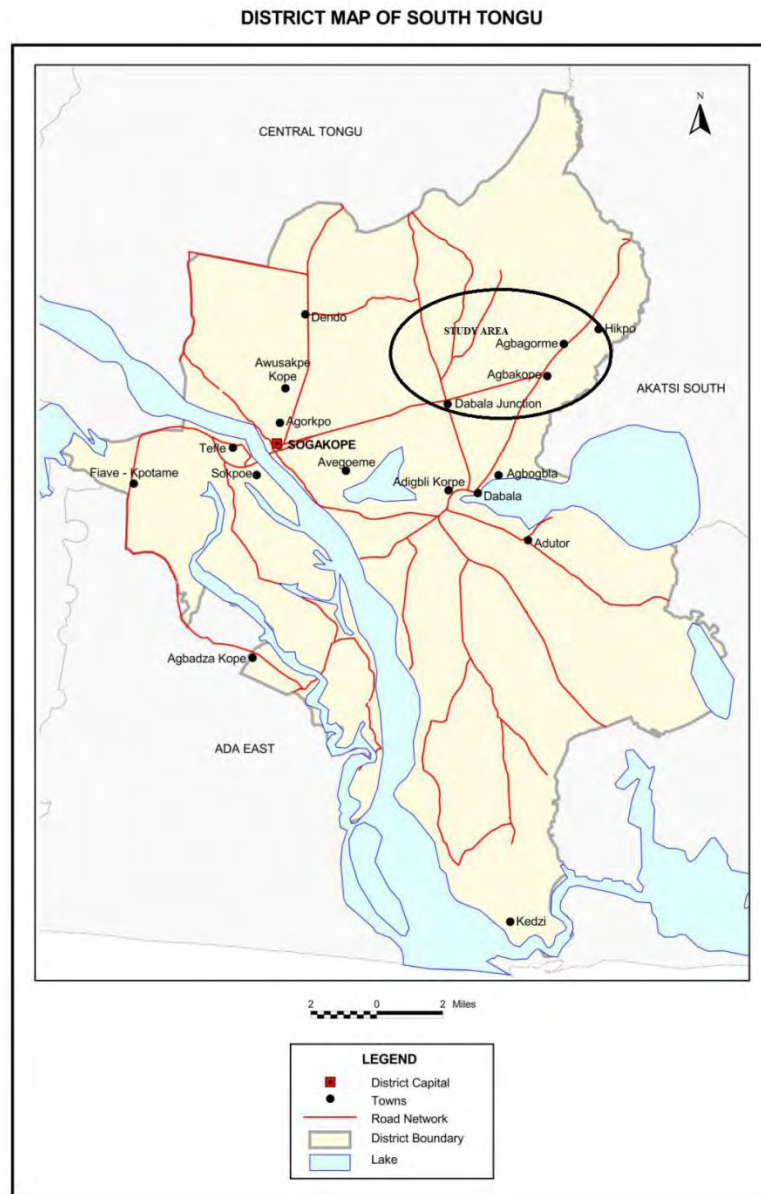 DISTRICT MAP OF SOUTH TONGU
N
CENTRAL TONGU
Dendo
STUDY AREA
Hikpo
Agbagorme
Awusakpe
Kope
Agbakope
AKATSI SOUTH
Dabala Junction
Agorkpo
SOGAKOPE
Tefle
Avegoeme
Fiave - Kpotame
Sokpoe
Adigbli Korpe
Agbogbla
Dabala
Adutor
Agbadza Kope
ADA EAST
Kedzi
2 0 2 Miles
LEGEND
District Capital
Towns
Road Network
District Boundary
Lake